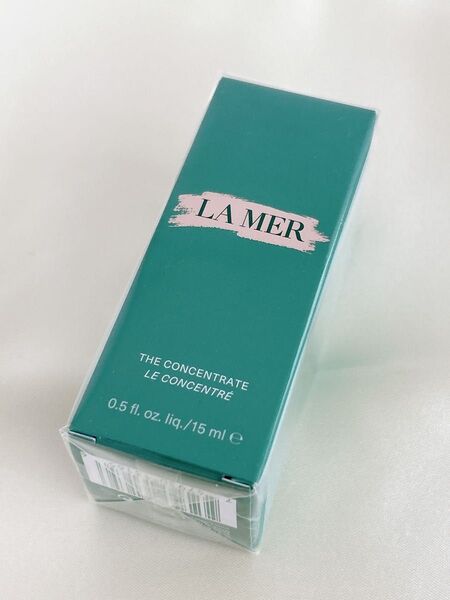 LA MER
THE CONCENTRATE
LE CONCENTRÉ
0.5 fl. oz. liq./15 ml ℮